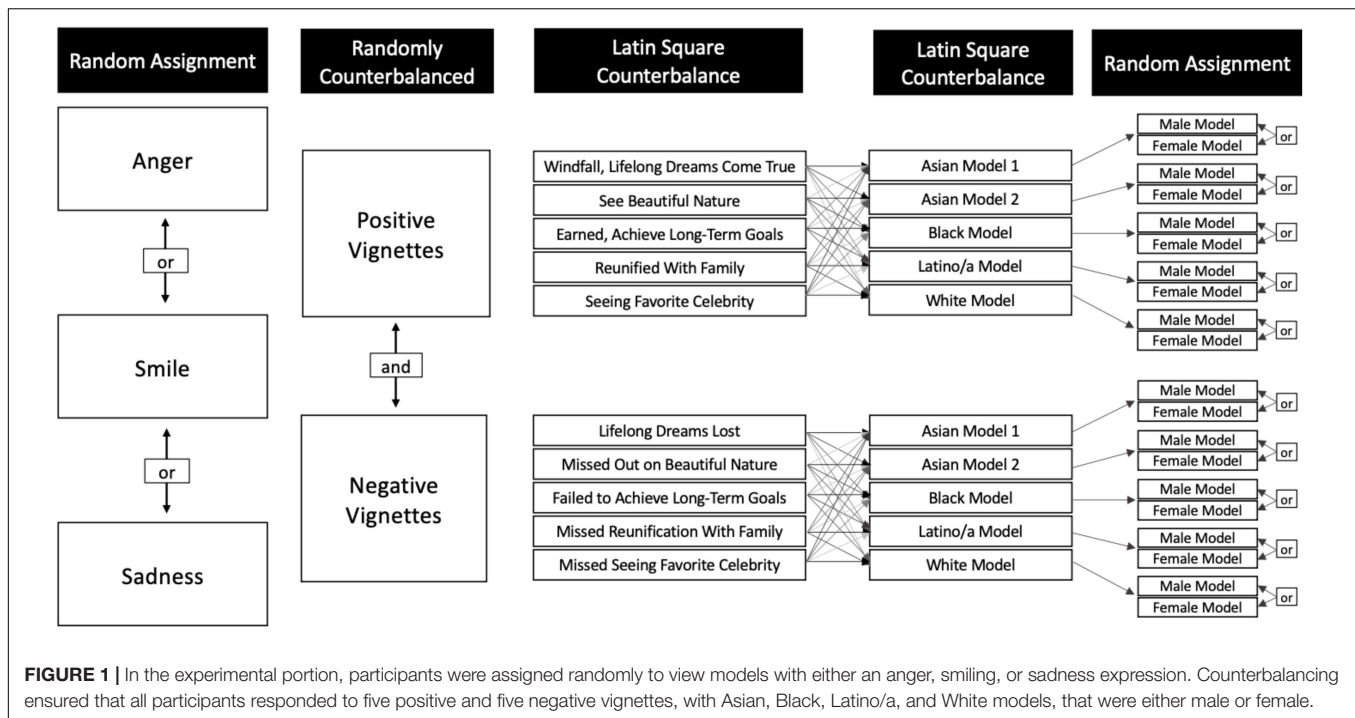 Random Assignment
Randomly
Counterbalanced
Latin Square
Counterbalance
Latin Square
Counterbalance
Random Assignment
Anger
or
Smile
or
Sadness
Positive
Vignettes
and
Negative
Vignettes
Windfall, Lifelong Dreams Come True
See Beautiful Nature
Earned, Achieve Long-Term Goals
Reunified With Family
Seeing Favorite Celebrity
Asian Model 1
Asian Model 2
Black Model
Latino/a Model
White Model
Male Model
Female Model
or
Male Model
Female Model
or
Male Model
Female Model
or
Male Model
Female Model
or
Male Model
Female Model
or
Lifelong Dreams Lost
Missed Out on Beautiful Nature
Failed to Achieve Long-Term Goals
Missed Reunification With Family
Missed Seeing Favorite Celebrity
Asian Model 1
Asian Model 2
Black Model
Latino/a Model
White Model
Male Model
Female Model
or
Male Model
Female Model
or
Male Model
Female Model
or
Male Model
Female Model
or
Male Model
Female Model
or
FIGURE 1 | In the experimental portion, participants were assigned randomly to view models with either an anger, smiling, or sadness expression. Counterbalancing
ensured that all participants responded to five positive and five negative vignettes, with Asian, Black, Latino/a, and White models, that were either male or female.